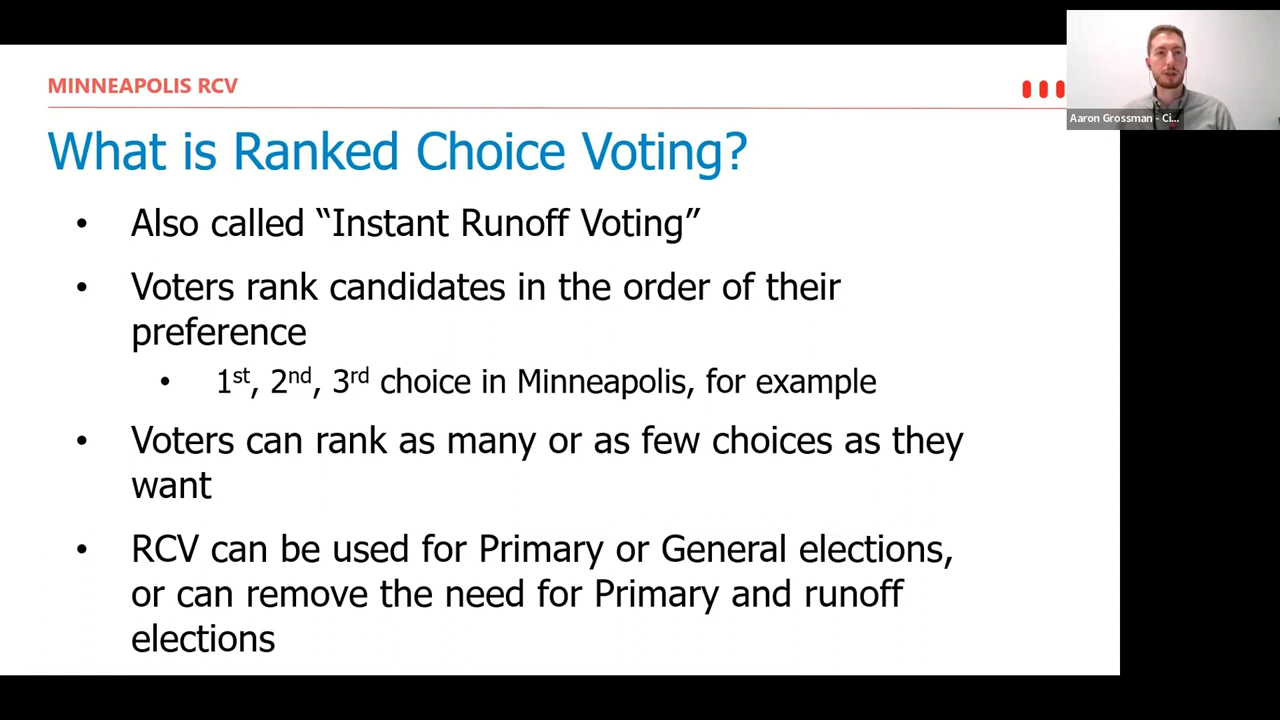 MINNEAPOLIS RCV
What is Ranked Choice Voting?
• Also called “Instant Runoff Voting”
• Voters rank candidates in the order of their
preference
• 1st, 2nd, 3rd choice in Minneapolis, for example
• Voters can rank as many or as few choices as they
want
• RCV can be used for Primary or General elections,
or can remove the need for Primary and runoff
elections
Aaron Grossman - Ci...